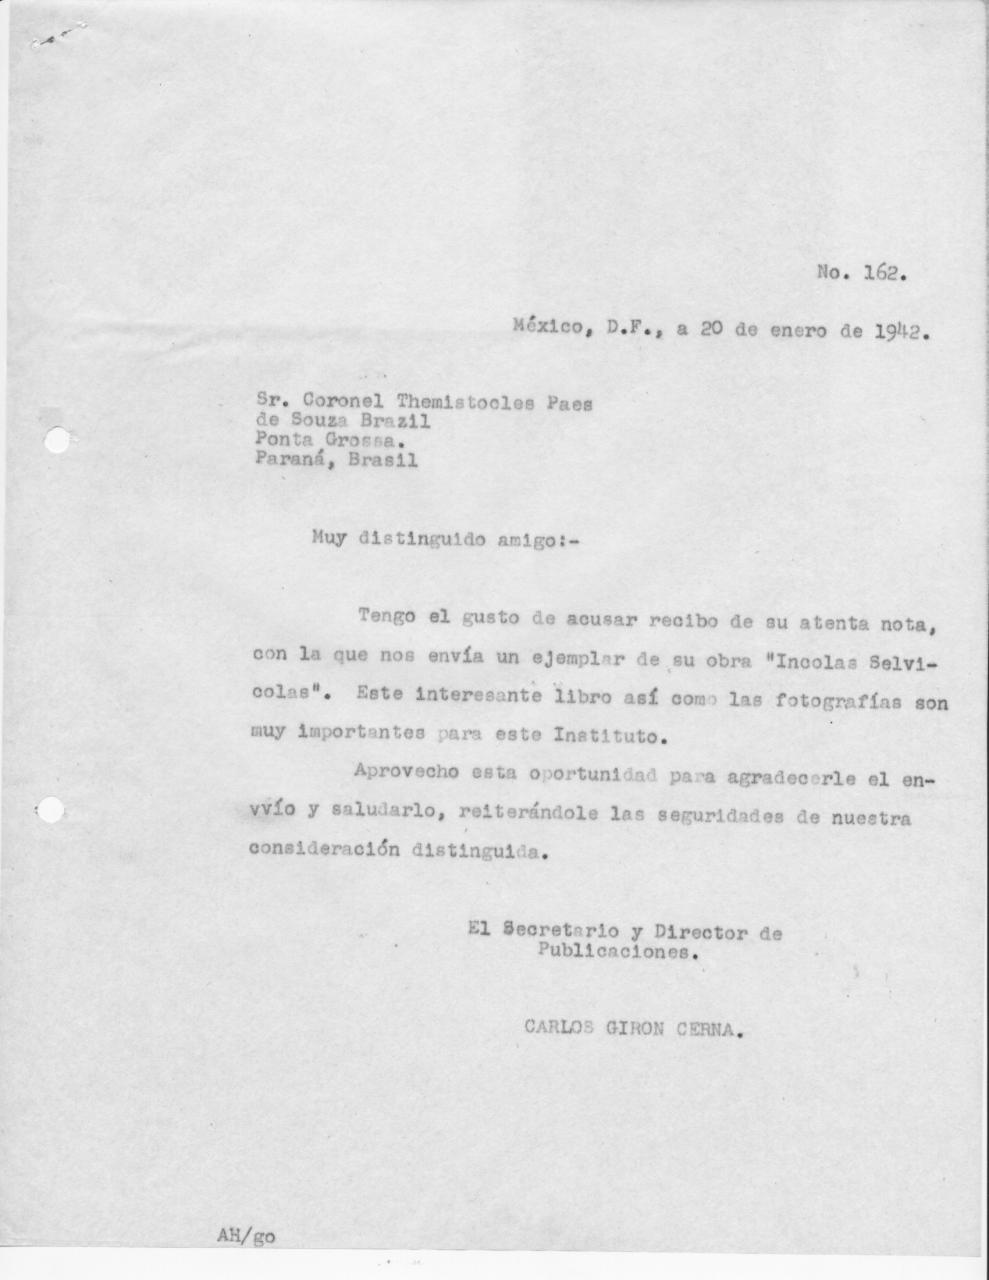 No. 162.
México, D.F., a 20 de enero de 1942.
Sr. Coronel Themistocles Paes
de Souza Brazil
Ponta Grossa.
Paraná, Brasil
Muy distinguido amigo:-
Tengo el gusto de acusar recibo de su atenta nota,
con la que nos envía un ejemplar de su obra "Incolas Selvi-
colas". Este interesante libro así como las fotografías son
muy importantes para este Instituto.
Aprovecho esta oportunidad para agradecerle el en-
vvío y saludarlo, reiterándole las seguridades de nuestra
consideración distinguida.
El Secretario y Director de
Publicaciones.
CARLOS GIRON CERNA.
AH/go